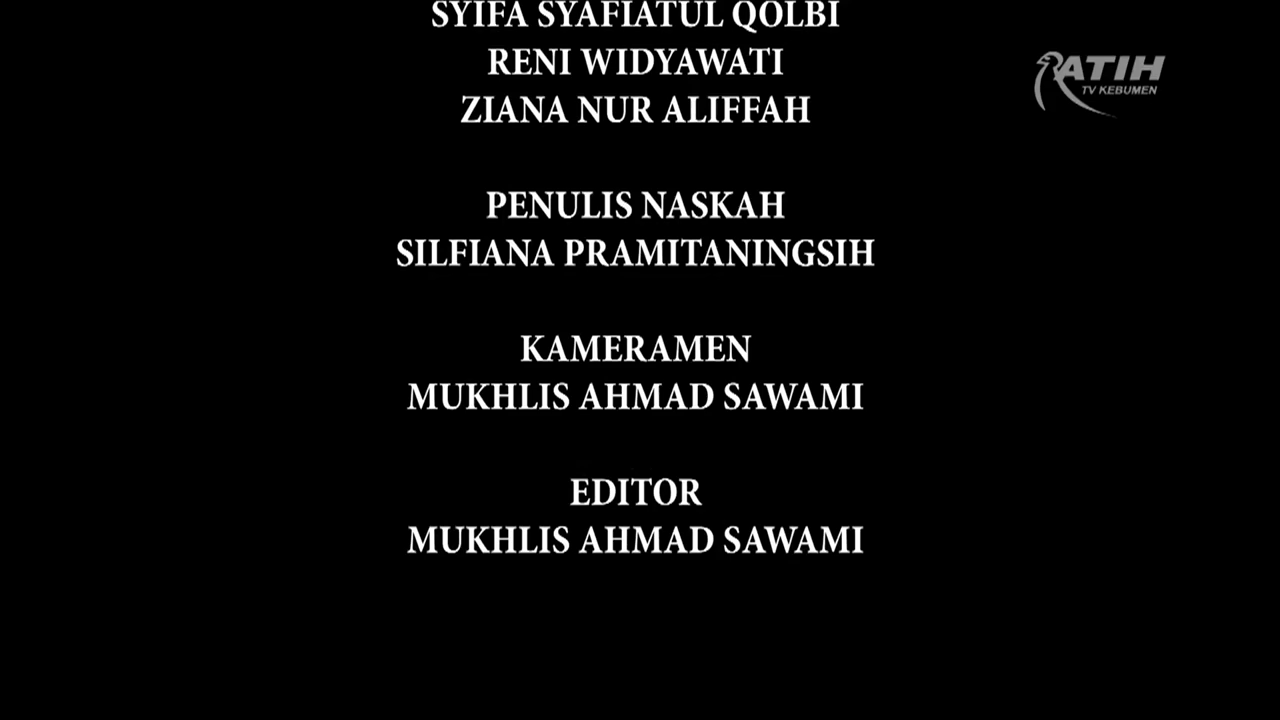 SYIFA SYAFIATUL QOLBI
RENI WIDYAWATI
ZIANA NUR ALIFFAH
RATIH
TV KEBUMEN
PENULIS NASKAH
SILFIANA PRAMITANINGSIH
KAMERAMEN
MUKHLIS AHMAD SAWAMI
EDITOR
MUKHLIS AHMAD SAWAMI